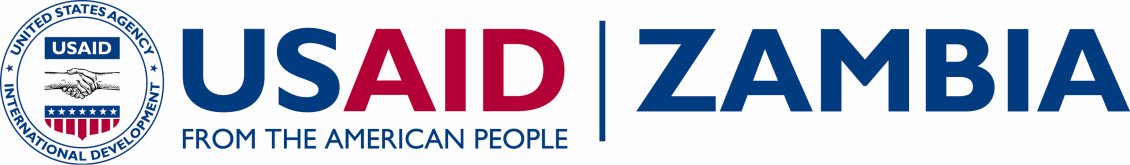 UNITED STATES AGENCY
INTERNATIONAL DEVELOPMENT
USAID
USAID
FROM THE AMERICAN PEOPLE
ZAMBIA